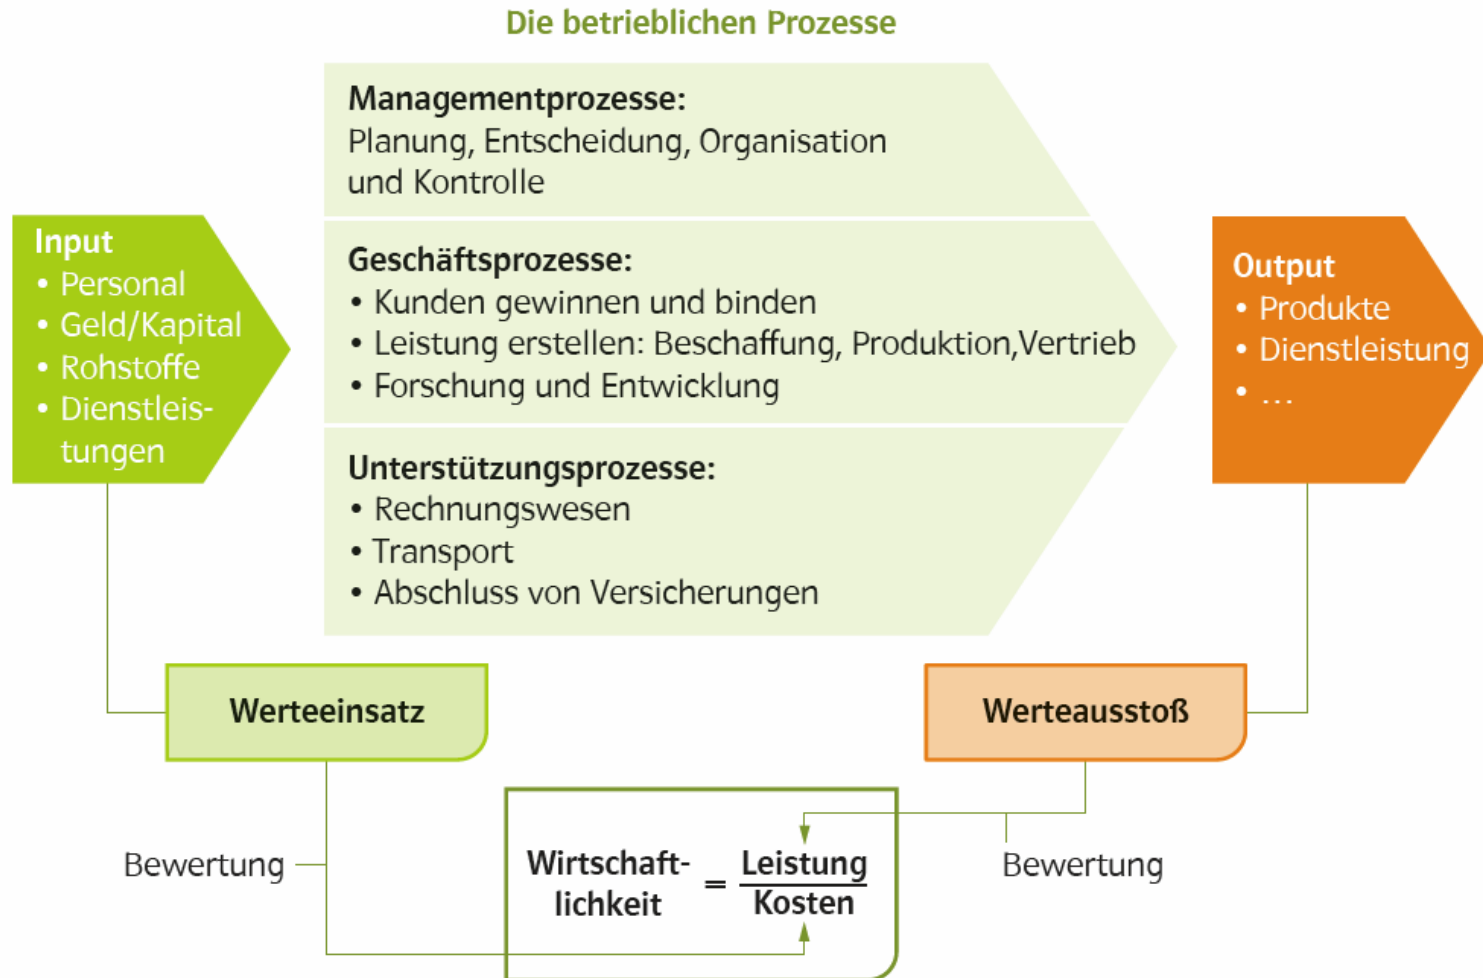 Die betrieblichen Prozesse
Managementprozesse:
Planung, Entscheidung, Organisation
und Kontrolle
Input
• Personal
• Geld/Kapital
• Rohstoffe
• Dienstleis-
tungen
Geschäftsprozesse:
• Kunden gewinnen und binden
• Leistung erstellen: Beschaffung, Produktion,Vertrieb
• Forschung und Entwicklung
Unterstützungsprozesse:
• Rechnungswesen
• Transport
• Abschluss von Versicherungen
Output
• Produkte
• Dienstleistung
• ...
Werteeinsatz
Werteausstoß
Bewertung
Wirtschaft-
lichkeit
=
Leistung
Kosten
Bewertung